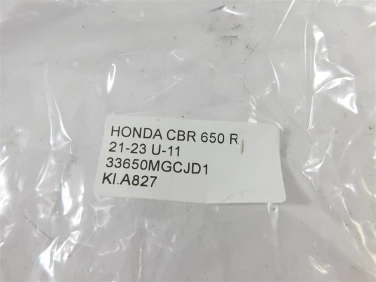 HONDA CBR 650 R
21-23 U-11
33650MGCJD1
KI.A827